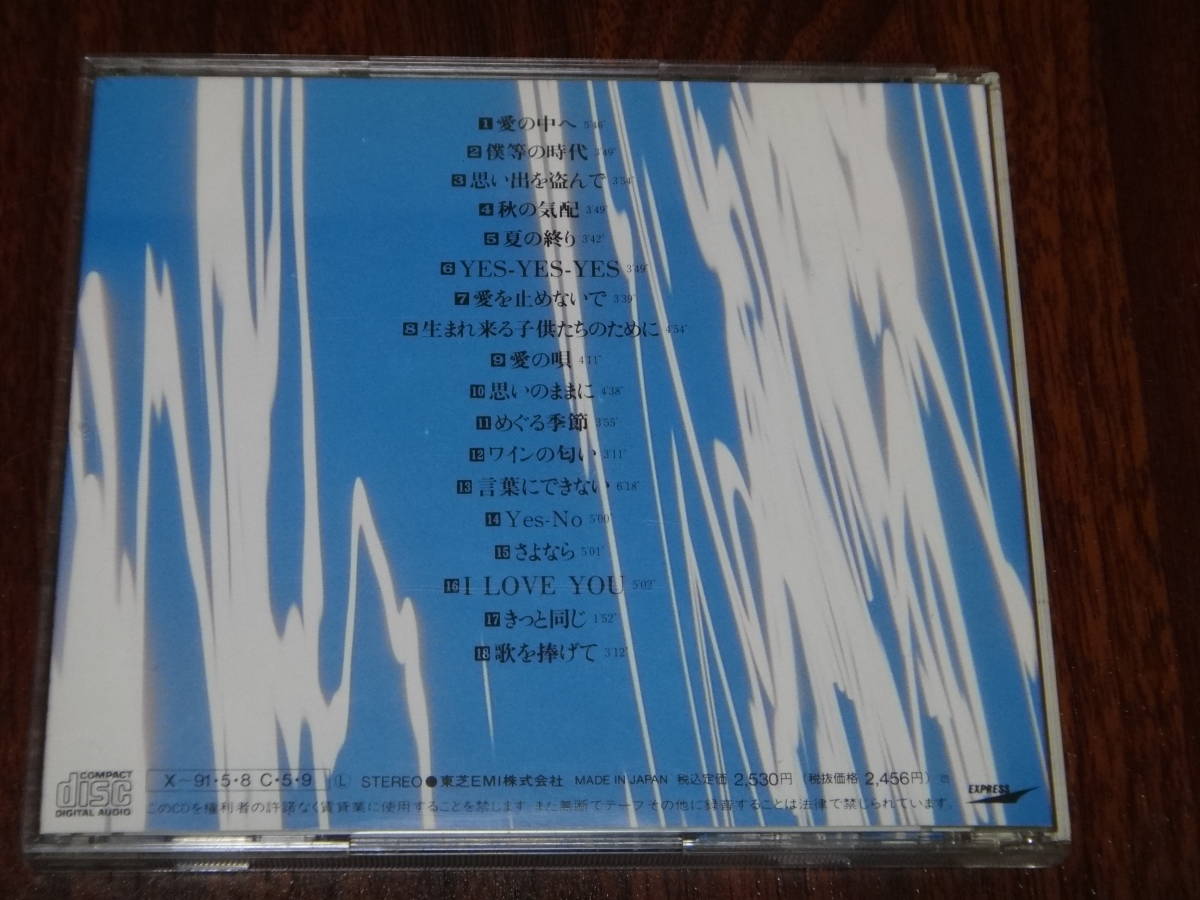 1 愛の中へ 5'46"
2 僕等の時代 3'49"
3 思い出を盗んで 3'54"
4 秋の気配 3'49"
5 夏の終り 3'42"
6 YES-YES-YES 3'49"
7 愛を止めないで 3'39"
8 生まれ来る子供たちのために 4'54"
9 愛の唄 4'11"
10 思いのままに 4'38"
11 めぐる季節 3'55"
12 ワインの匂い 3'11"
13 言葉にできない 6'18"
14 Yes-No 5'00"
15 さよなら 5'01"
16 I LOVE YOU 5'02"
17 きっと同じ 1'52"
18 歌を捧げて 3'12"
COMPACT disc DIGITAL AUDIO
X〜91・5・8 C・5・9 Ⓛ STEREO●東芝EMI株式会社 MADE IN JAPAN 税込定価 2,530円 (税抜価格 2,456円)
このCDを権利者の許諾なく賃貸業に使用することを禁じます。また無断でテープその他に録音することは法律で禁じられています。
EXPRESS